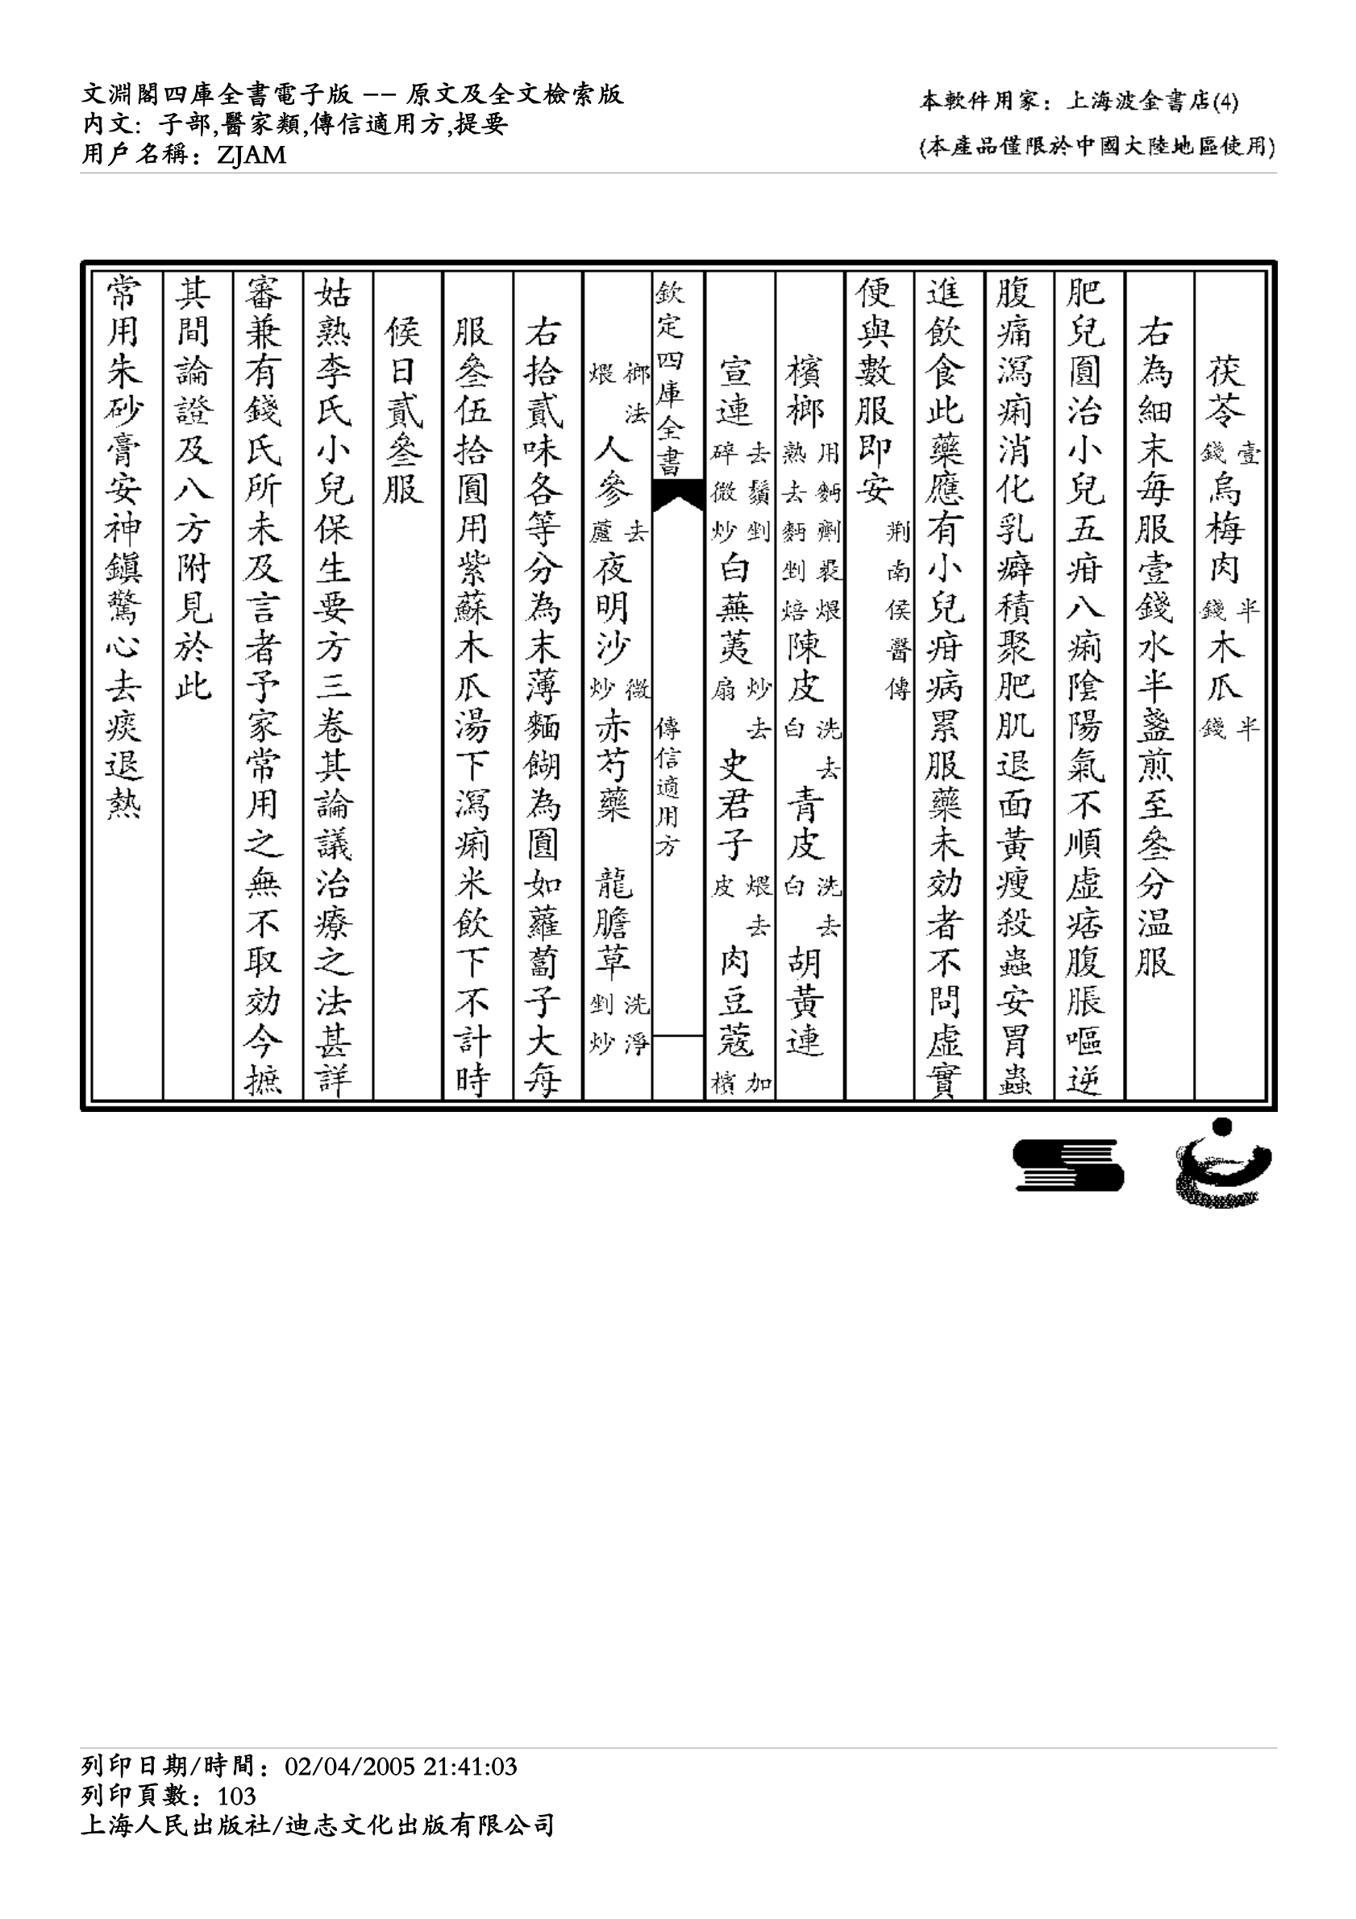 文淵閣四庫全書電子版 -- 原文及全文檢索版
內文: 子部,醫家類,傳信適用方,提要
用戶名稱: ZJAM
本軟件用家: 上海波金書店(4)
(本產品僅限於中國大陸地區使用)
茯苓壹錢烏梅肉半錢木瓜半錢
右為細末每服壹錢水半盞煎至叄分温服
肥兒圓治小兒五疳八痢陰陽氣不順虛痞腹脹嘔逆
腹痛瀉痢消化乳癖積聚肥肌退面黃瘦殺蟲安胃蟲
進飲食此藥應有小兒疳病累服藥未効者不問虛實
便與數服即安荆南侯醫傳
檳榔用麪劑裹煨熟去麪剉焙陳皮洗去白青皮洗去白胡黃連
宣連去鬚剉碎微炒白蕪荑炒去扇史君子煨去皮肉豆蔻加檳
欽定四庫全書
傳信適用方
榔法煨人參去蘆夜明沙微炒赤芍藥 龍膽草洗淨剉炒
右拾貳味各等分為末薄麵餬為圓如蘿蔔子大每
服叄伍拾圓用紫蘇木瓜湯下瀉痢米飲下不計時
候日貳叄服
姑熟李氏小兒保生要方三卷其論議治療之法甚詳
審兼有錢氏所未及言者予家常用之無不取効今摭
其間論證及八方附見於此
常用朱砂膏安神鎮驚心去痰退熱
列印日期/時間: 02/04/2005 21:41:03
列印頁數: 103
上海人民出版社/迪志文化出版有限公司